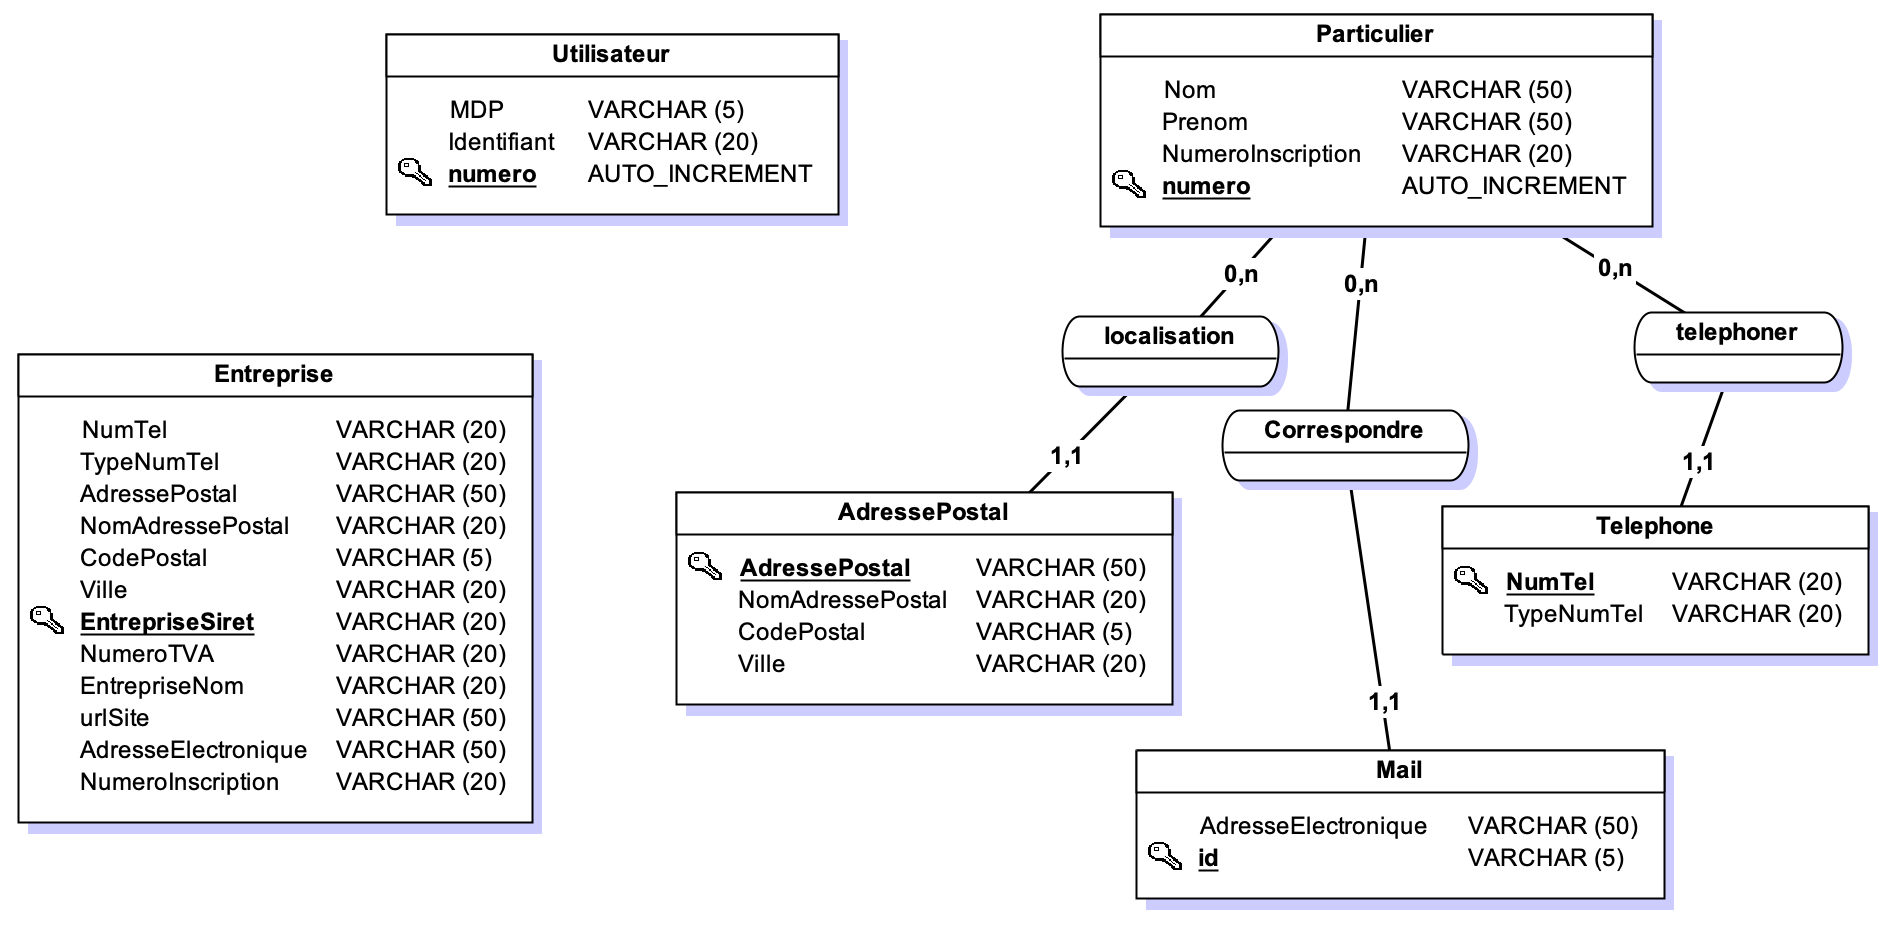 Utilisateur
MDP VARCHAR (5)
Identifiant VARCHAR (20)
numero AUTO_INCREMENT
Particulier
Nom VARCHAR (50)
Prenom VARCHAR (50)
NumeroInscription VARCHAR (20)
numero AUTO_INCREMENT
0,n
0,n
0,n
localisation
Correspondre
telephoner
1,1
1,1
1,1
Entreprise
NumTel VARCHAR (20)
TypeNumTel VARCHAR (20)
AdressePostal VARCHAR (50)
NomAdressePostal VARCHAR (20)
CodePostal VARCHAR (5)
Ville VARCHAR (20)
EntrepriseSiret VARCHAR (20)
NumeroTVA VARCHAR (20)
EntrepriseNom VARCHAR (20)
urlSite VARCHAR (50)
AdresseElectronique VARCHAR (50)
NumeroInscription VARCHAR (20)
AdressePostal
AdressePostal VARCHAR (50)
NomAdressePostal VARCHAR (20)
CodePostal VARCHAR (5)
Ville VARCHAR (20)
Telephone
NumTel VARCHAR (20)
TypeNumTel VARCHAR (20)
Mail
AdresseElectronique VARCHAR (50)
id VARCHAR (5)